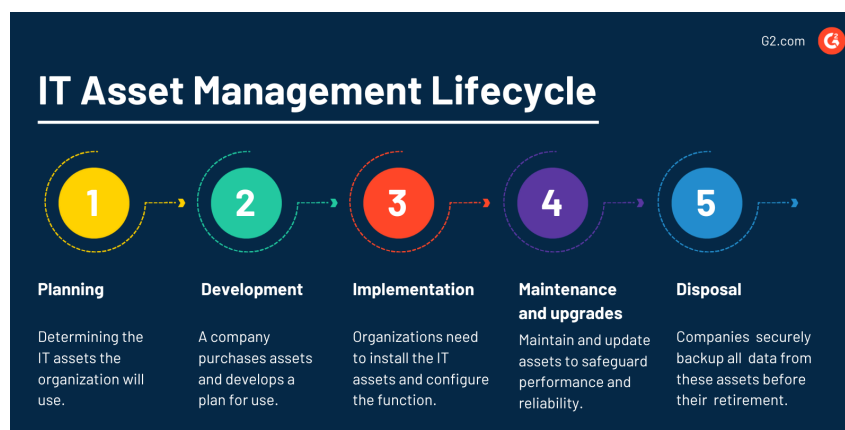 G2.com
IT Asset Management Lifecycle
1
2
3
4
5
Planning
Determining the
IT assets the
organization will
use.
Development
A company
purchases assets
and develops a
plan for use.
Implementation
Organizations need
to install the IT
assets and configure
the function.
Maintenance
and upgrades
Maintain and update
assets to safeguard
performance and
reliability.
Disposal
Companies securely
backup all data from
these assets before
their retirement.